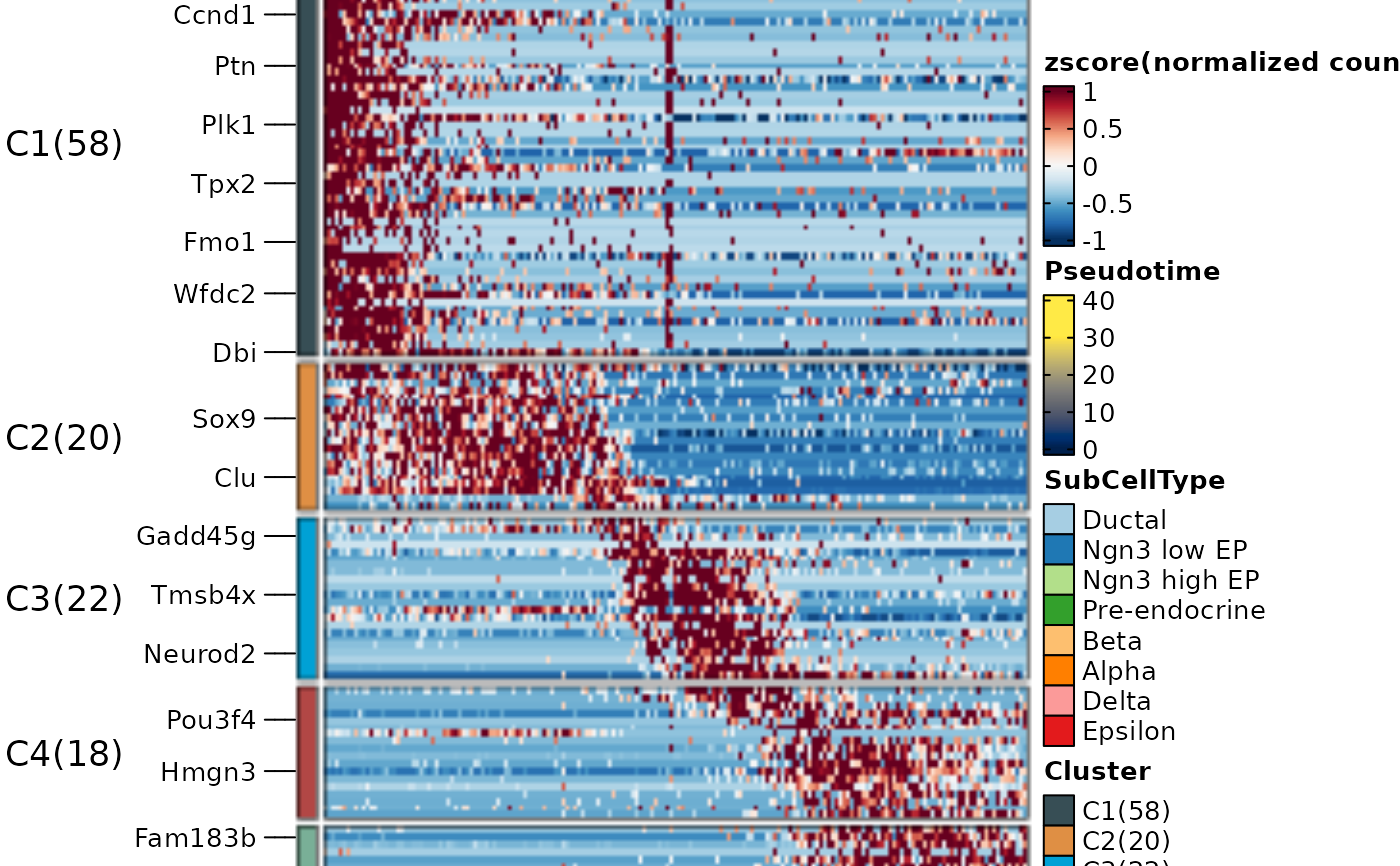 Ccnd1
Ptn
Plk1
Tpx2
Fmo1
Wfdc2
Dbi
C1(58)
Sox9
Clu
C2(20)
Gadd45g
Tmsb4x
Neurod2
C3(22)
Pou3f4
Hmgn3
C4(18)
Fam183b
zscore(normalized coun
1
0.5
0
-0.5
-1
Pseudotime
40
30
20
10
0
SubCellType
Ductal
Ngn3 low EP
Ngn3 high EP
Pre-endocrine
Beta
Alpha
Delta
Epsilon
Cluster
C1(58)
C2(20)
C3(22)